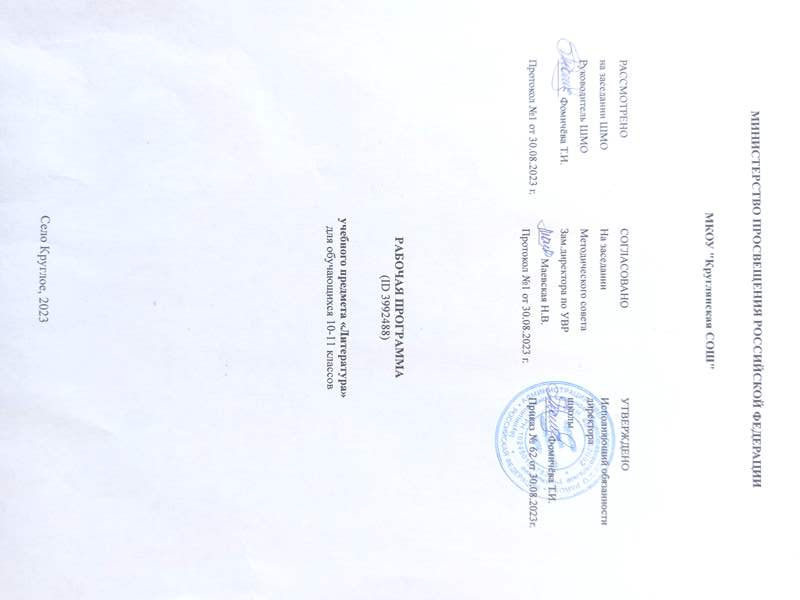 МИНИСТЕРСТВО ПРОСВЕЩЕНИЯ РОССИЙСКОЙ ФЕДЕРАЦИИ
МКОУ "Круглянская СОШ"
РАССМОТРЕНО
на заседании ШМО
Руководитель ШМО
Фомичёва Т.И.
Протокол №1 от 30.08.2023 г.
СОГЛАСОВАНО
На заседании
Методического совета
Зам.директора по УВР
Маевская Н.В.
Протокол №1 от 30.08.2023 г.
УТВЕРЖДЕНО
Исполняющий обязанности
директора
школы
Фомичёва Т.И.
Приказ № 62 от 30.08.2023г.
РАБОЧАЯ ПРОГРАММА
(ID 3992488)
учебного предмета «Литература»
для обучающихся 10-11 классов
Село Круглое, 2023